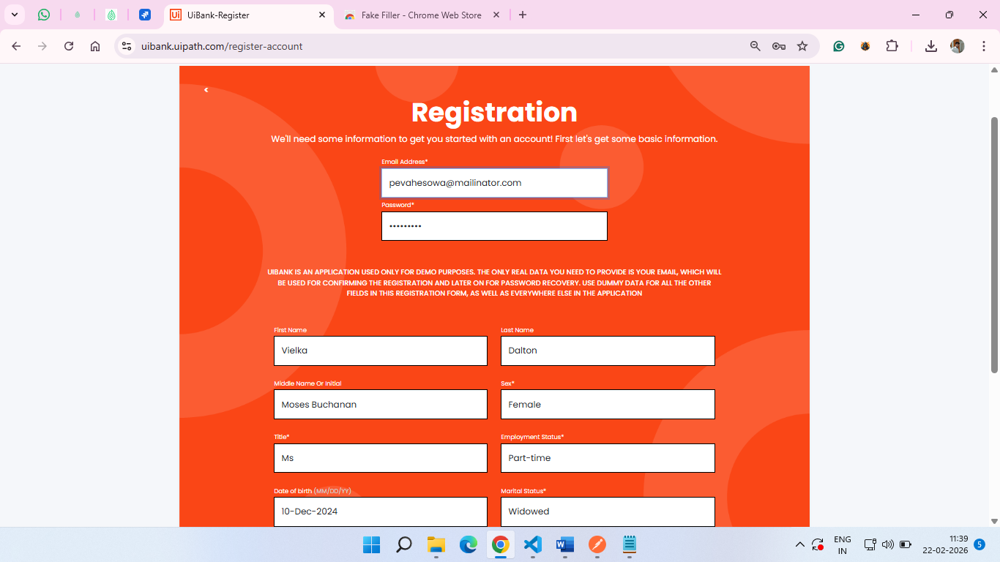 UiBank-Register
Fake Filler - Chrome Web Store
uibank.uipath.com/register-account
Registration
We'll need some information to get you started with an account! First let's get some basic information.
Email Address*
pevahesowa@mailinator.com
Password*
•••••••••
UIBANK IS AN APPLICATION USED ONLY FOR DEMO PURPOSES. THE ONLY REAL DATA YOU NEED TO PROVIDE IS YOUR EMAIL, WHICH WILL
BE USED FOR CONFIRMING THE REGISTRATION AND LATER ON FOR PASSWORD RECOVERY. USE DUMMY DATA FOR ALL THE OTHER
FIELDS IN THIS REGISTRATION FORM, AS WELL AS EVERYWHERE ELSE IN THE APPLICATION
First Name
Last Name
Vielka
Dalton
Middle Name Or Initial
Sex*
Moses Buchanan
Female
Title*
Employment Status*
Ms
Part-time
Date of birth (MM/DD/YY)
Marital Status*
10-Dec-2024
Widowed
ENG
IN
11:39
22-02-2026
5